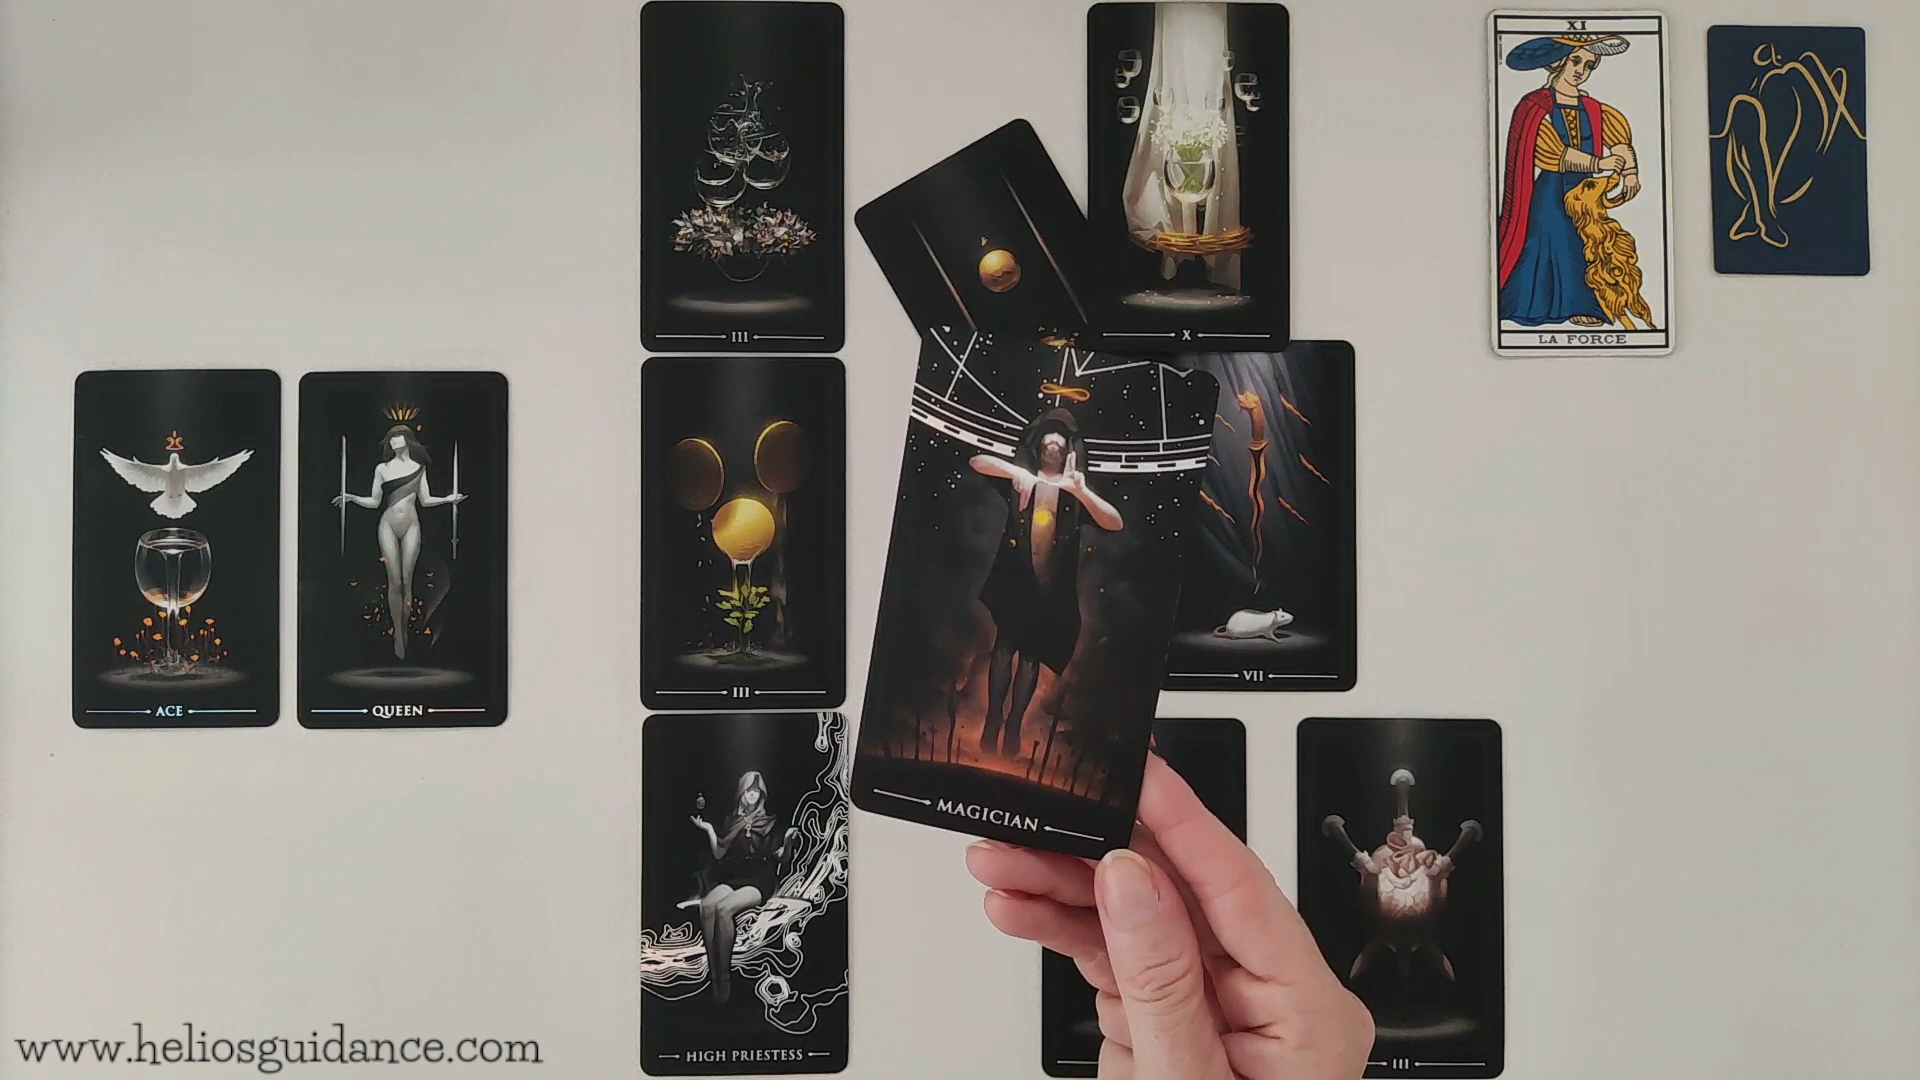 III
X
XI
LA FORCE
ACE
QUEEN
III
VII
MAGICIAN
HIGH PRIESTESS
III
www.heliosguidance.com